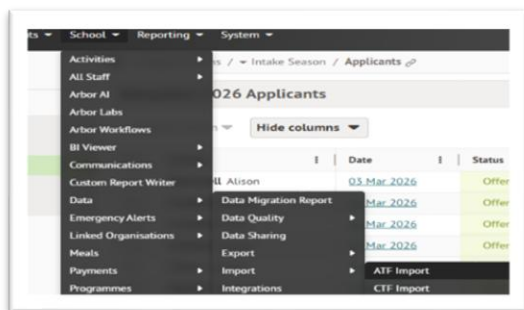 School Reporting System
Activities
/ Intake Season / Applicants
All Staff
Arbor AI
026 Applicants
Arbor Labs
Arbor Workflows
Hide columns
BI Viewer
Communications
Date Status
Custom Report Writer
Alison 03 Mar 2026 Offer
Data
Data Migration Report
Mar 2026 Offer
Emergency Alerts
Data Quality
Mar 2026 Offer
Linked Organisations
Data Sharing
Meals
Export
Mar 2026 Offer
Payments
Import
ATF Import
Programmes
Integrations
CTF Import